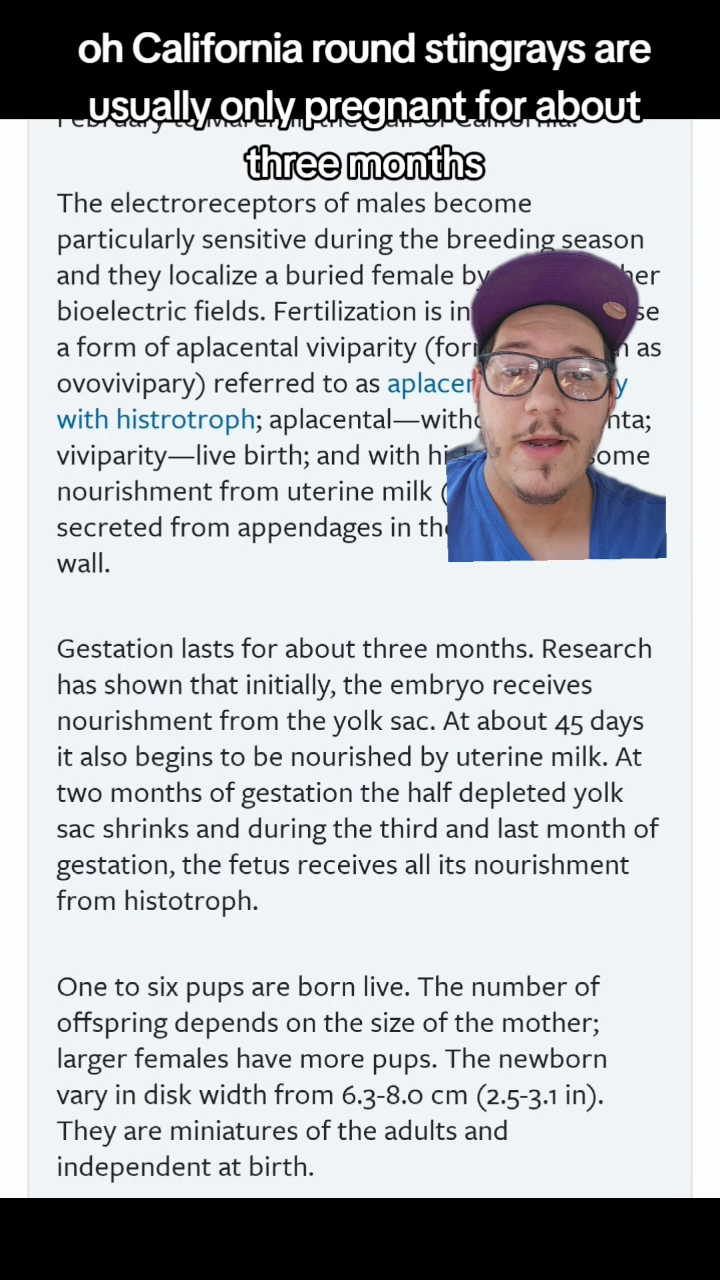 oh California round stingrays are
usually only pregnant for about
three months
The electroreceptors of males become
particularly sensitive during the breeding season
and they localize a buried female by
bioelectric fields. Fertilization is
a form of aplacental viviparity as
ovovivipary) referred to as
with histrotroph; aplacental—
viviparity—live birth; and with
nourishment from uterine milk (
secreted from appendages in
wall.
Gestation lasts for about three months. Research
has shown that initially, the embryo receives
nourishment from the yolk sac. At about 45 days
it also begins to be nourished by uterine milk. At
two months of gestation the half depleted yolk
sac shrinks and during the third and last month of
gestation, the fetus receives all its nourishment
from histotroph.
One to six pups are born live. The number of
offspring depends on the size of the mother;
larger females have more pups. The newborn
vary in disk width from 6.3-8.0 cm (2.5-3.1 in).
They are miniatures of the adults and
independent at birth.